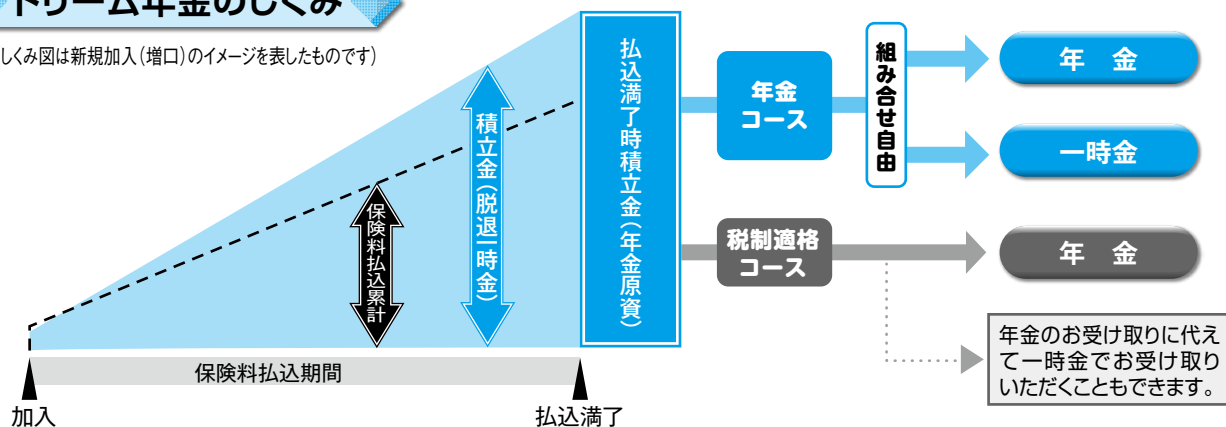 ドリーム年金のしくみ
しくみ図は新規加入(増口)のイメージを表したものです)
保険料払込累計
積立金(脱退一時金)
払込満了時積立金(年金原資)
年金
コース
組み合せ自由
年 金
一時金
税制適格
コース
年 金
年金のお受け取りに代え
て一時金でお受け取り
いただくこともできます。
保険料払込期間
加入
払込満了